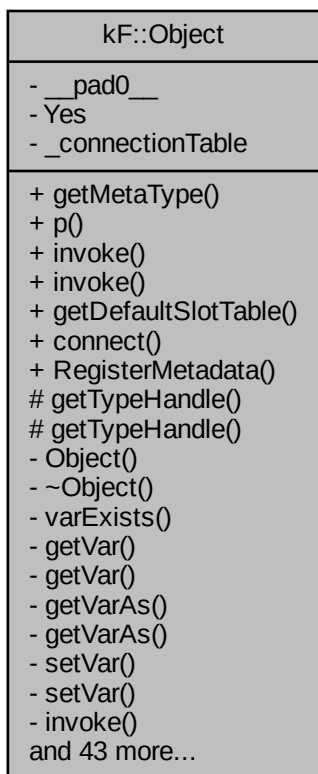 kF::Object
- __pad0__
- Yes
- _connectionTable
+ getMetaType()
+ p()
+ invoke()
+ invoke()
+ getDefaultSlotTable()
+ connect()
+ RegisterMetadata()
# getTypeHandle()
# getTypeHandle()
- Object()
- ~Object()
- varExists()
- getVar()
- getVar()
- getVarAs()
- getVarAs()
- setVar()
- setVar()
- invoke()
and 43 more...